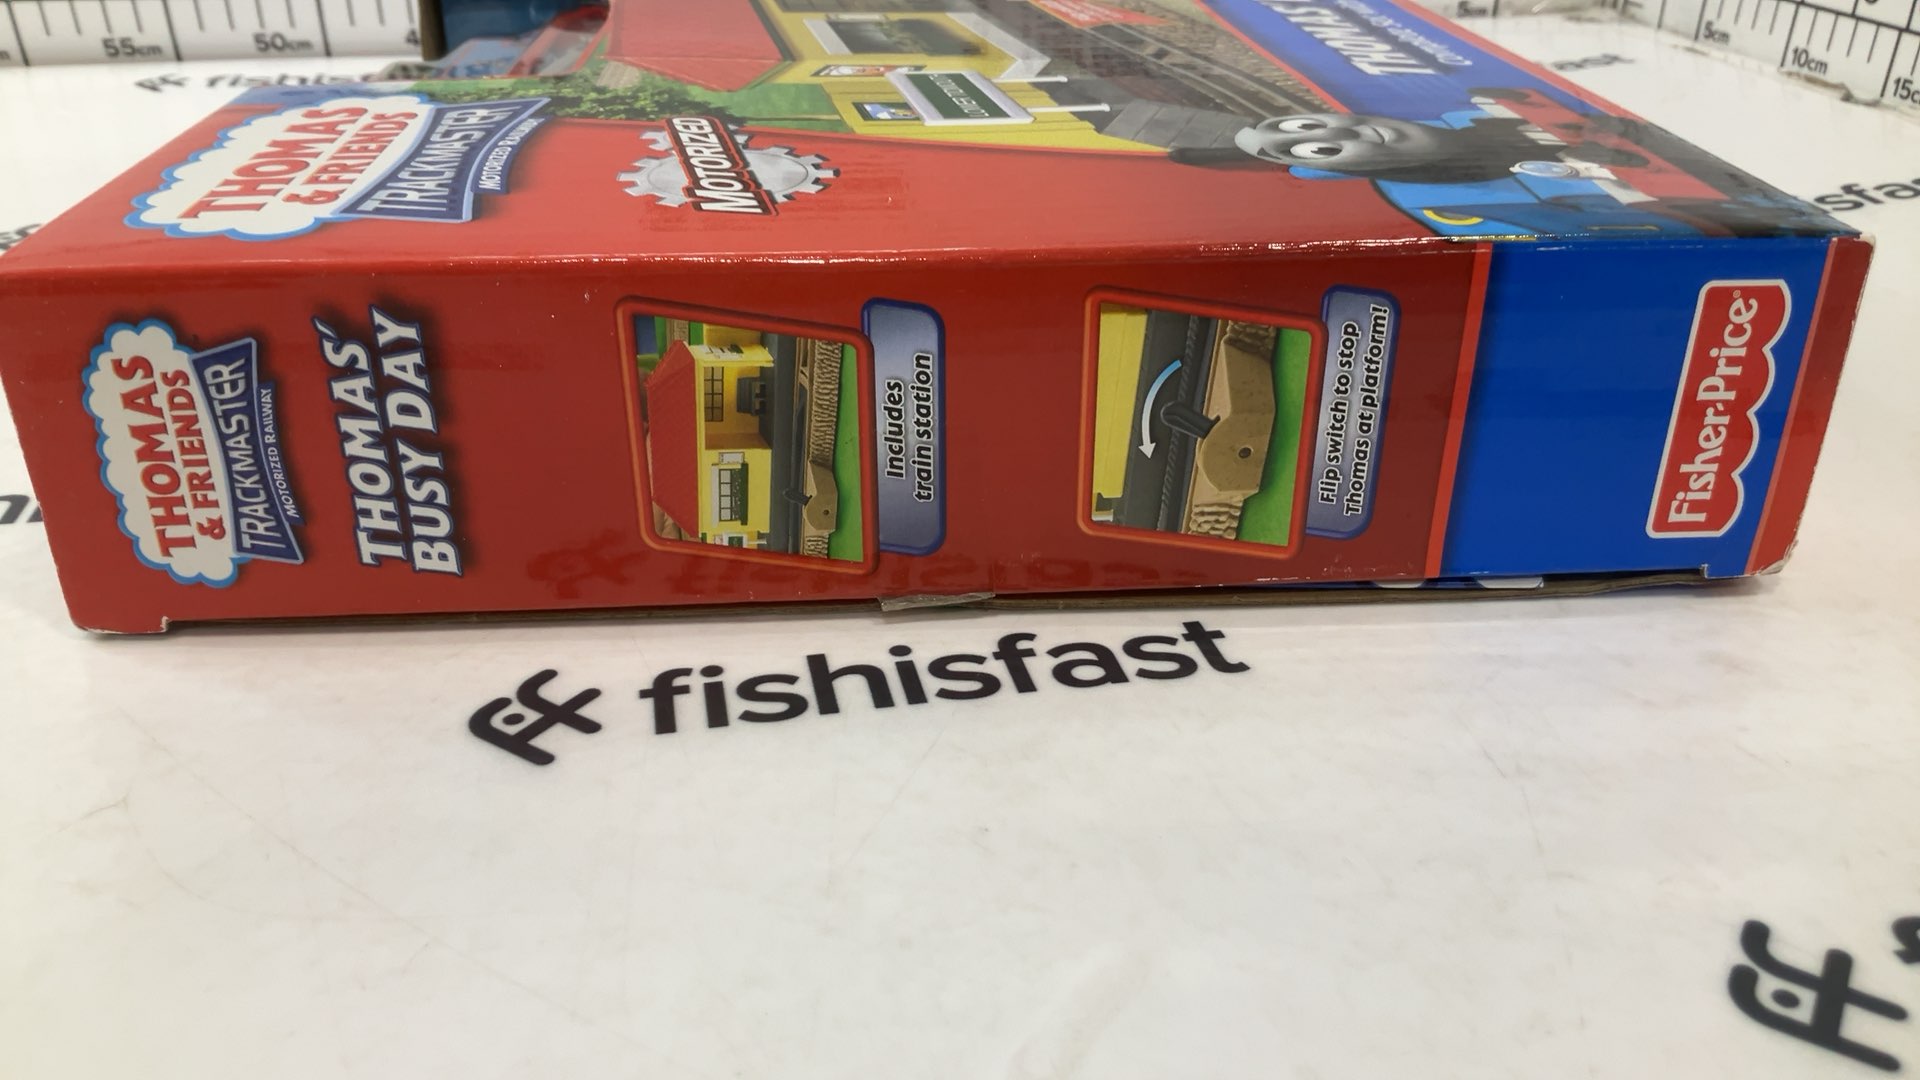 55cm
50cm
5cm
10cm
fishisfast
THOMAS
& FRIENDS
TRACKMASTER
MOTORIZED RAILWAY
MOTORIZED
THOMAS
THOMAS
& FRIENDS
TRACKMASTER
MOTORIZED RAILWAY
THOMAS'
BUSY DAY
Includes
train station
Flip switch to stop
Thomas at platform!
Fisher-Price®
fishisfast